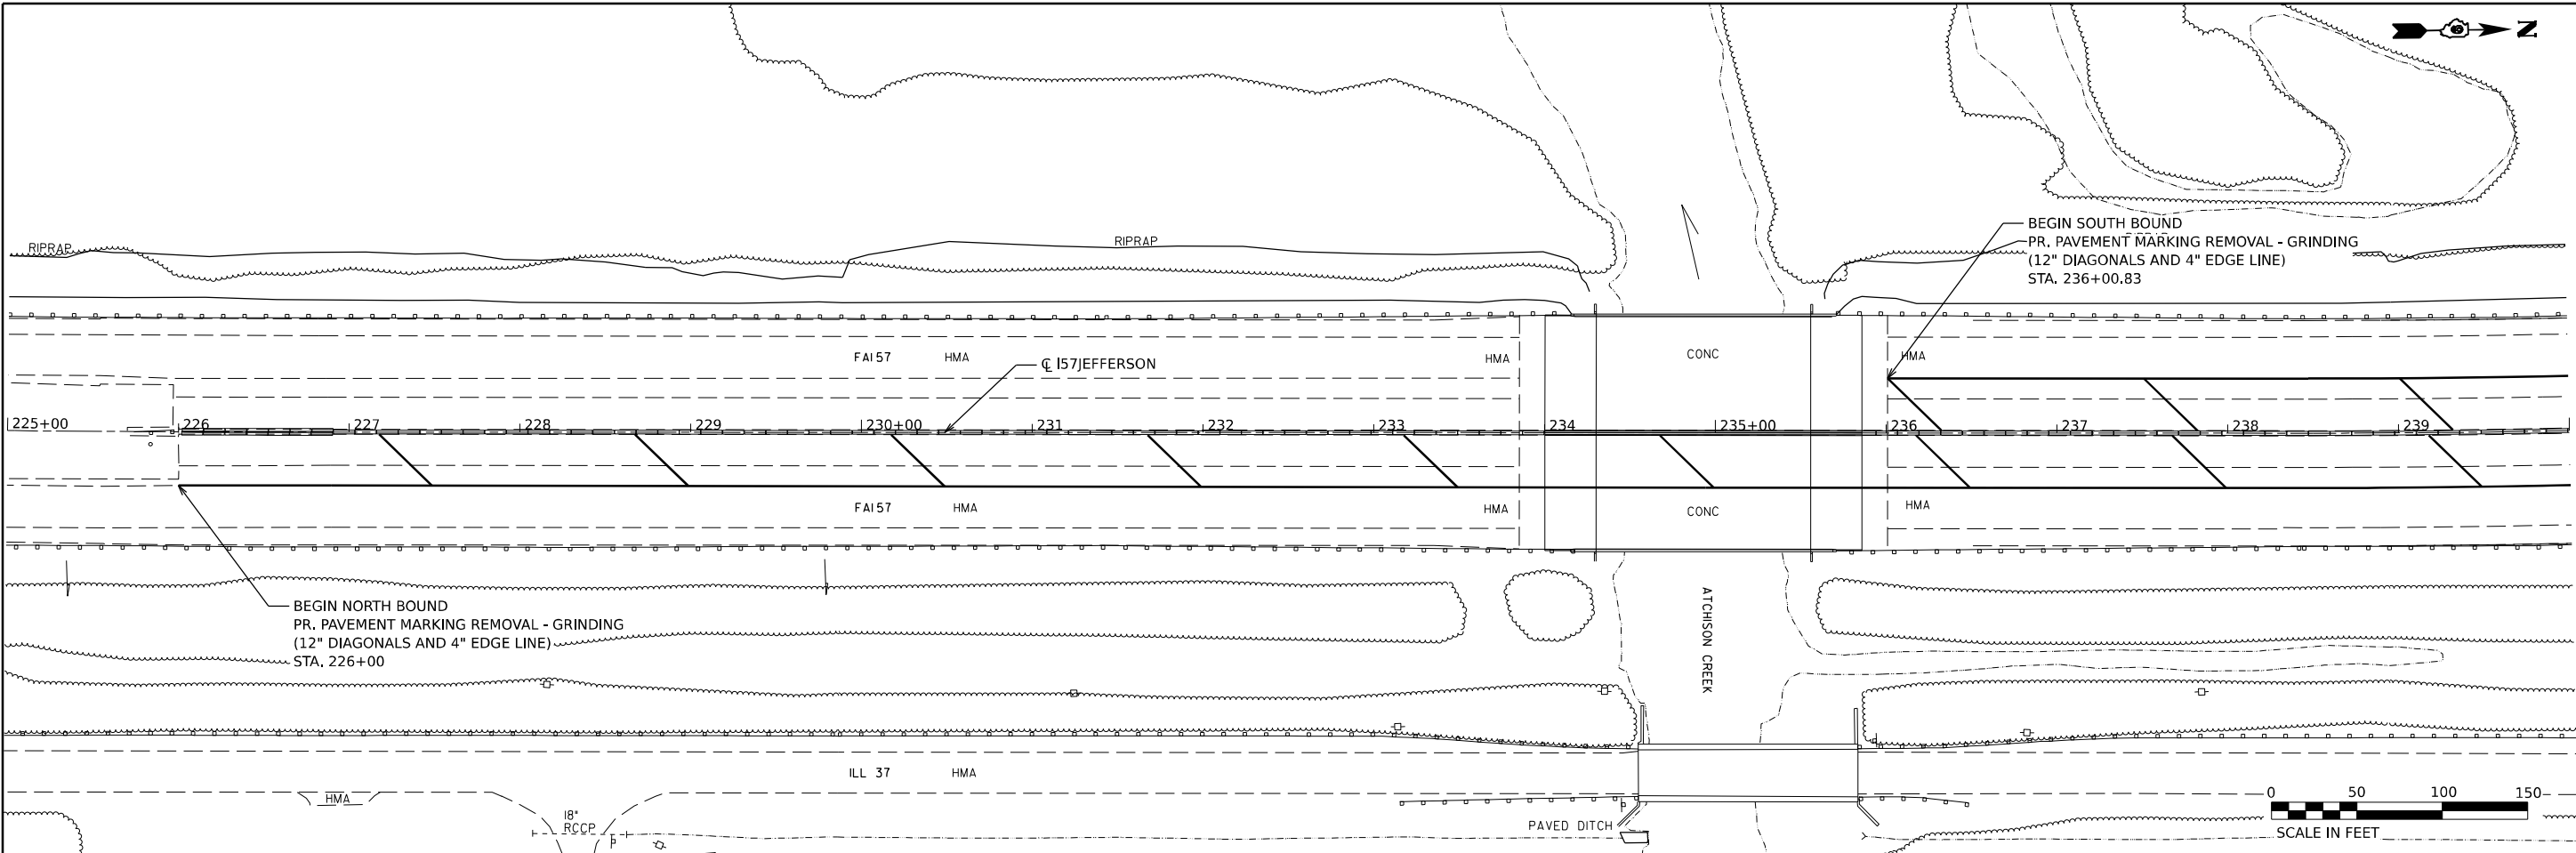 N
RIPRAP
RIPRAP
BEGIN SOUTH BOUND
PR. PAVEMENT MARKING REMOVAL - GRINDING
(12" DIAGONALS AND 4" EDGE LINE)
STA. 236+00.83
FAI 57 HMA
℄ I57JEFFERSON
HMA
CONC
HMA
225+00
226
227
228
229
230+00
231
232
233
234
235+00
236
237
238
239
FAI 57 HMA
HMA
CONC
HMA
BEGIN NORTH BOUND
PR. PAVEMENT MARKING REMOVAL - GRINDING
(12" DIAGONALS AND 4" EDGE LINE)
STA. 226+00
ATCHISON CREEK
ILL 37 HMA
HMA
18"
RCCP
PAVED DITCH
0 50 100 150
SCALE IN FEET